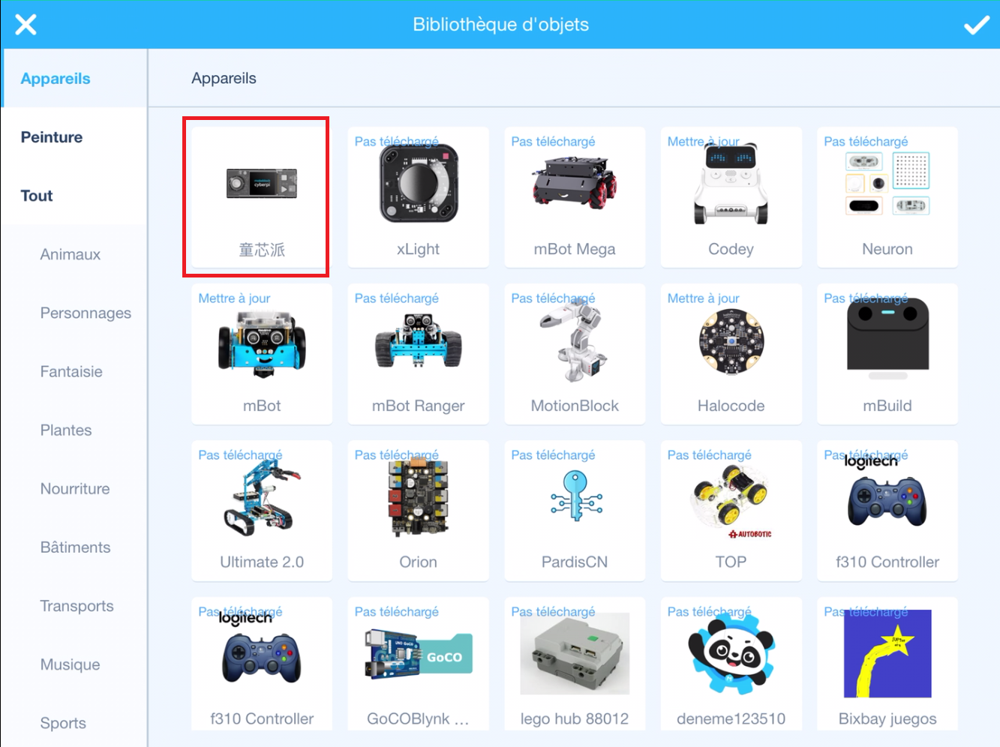 Bibliothèque d'objets
Appareils
Peinture
Tout
Animaux
Personnages
Fantaisie
Plantes
Nourriture
Bâtiments
Transports
Musique
Sports
Appareils
cyberpi
童芯派
Pas téléchargé
xLight
Pas téléchargé
mBot Mega
Mettre à jour
Codey
Pas téléchargé
Neuron
Mettre à jour
mBot
Pas téléchargé
mBot Ranger
Pas téléchargé
MotionBlock
Mettre à jour
Halocode
Pas téléchargé
mBuild
Pas téléchargé
Ultimate 2.0
Pas téléchargé
Orion
Pas téléchargé
PardisCN
Pas téléchargé
AUTOBOTIC
TOP
Pas téléchargé
logitech
f310 Controller
Pas téléchargé
logitech
f310 Controller
Pas téléchargé
UNO GoCO
GoCO
GoCOBlynk ...
Pas téléchargé
lego hub 88012
Pas téléchargé
deneme123510
Pas téléchargé
Bixbay juegos